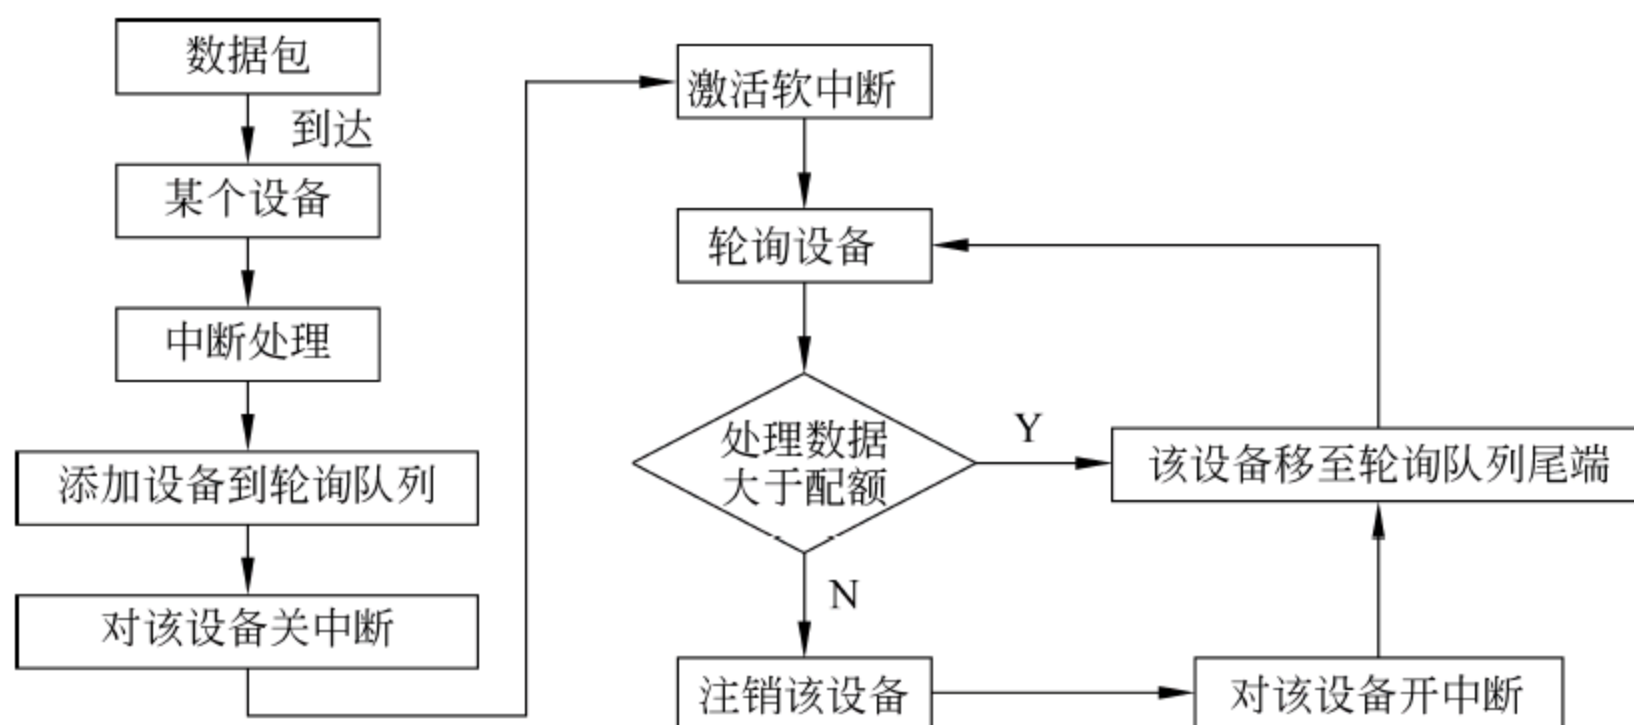 数据包
到达
某个设备
中断处理
添加设备到轮询队列
对该设备关中断
激活软中断
轮询设备
处理数据
大于配额
Y
该设备移至轮询队列尾端
N
注销该设备
对该设备开中断